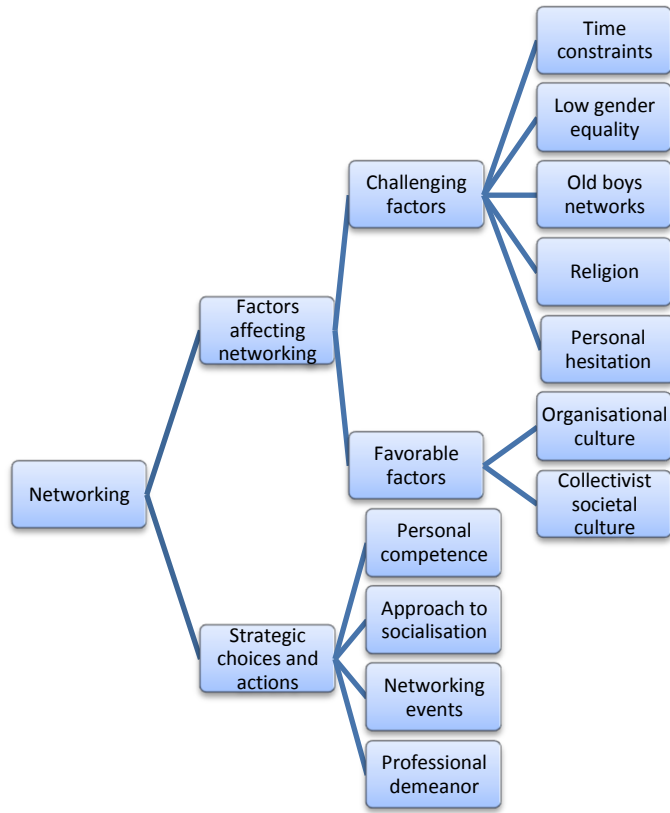 Time
constraints
Low gender
equality
Old boys
networks
Religion
Personal
hesitation
Challenging
factors
Factors
affecting
networking
Organisational
culture
Collectivist
societal
culture
Favorable
factors
Networking
Personal
competence
Approach to
socialisation
Networking
events
Professional
demeanor
Strategic
choices and
actions